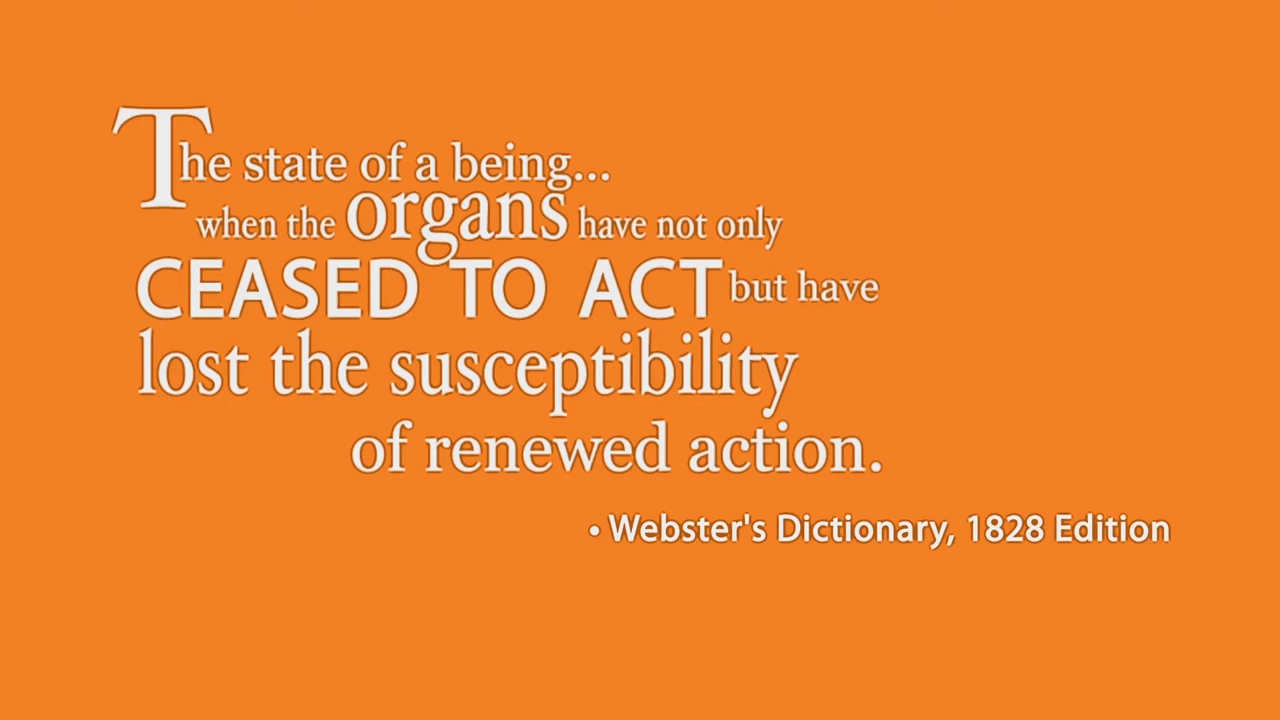 The state of a being...
when the organs have not only
CEASED TO ACT but have
lost the susceptibility
of renewed action.
• Webster's Dictionary, 1828 Edition